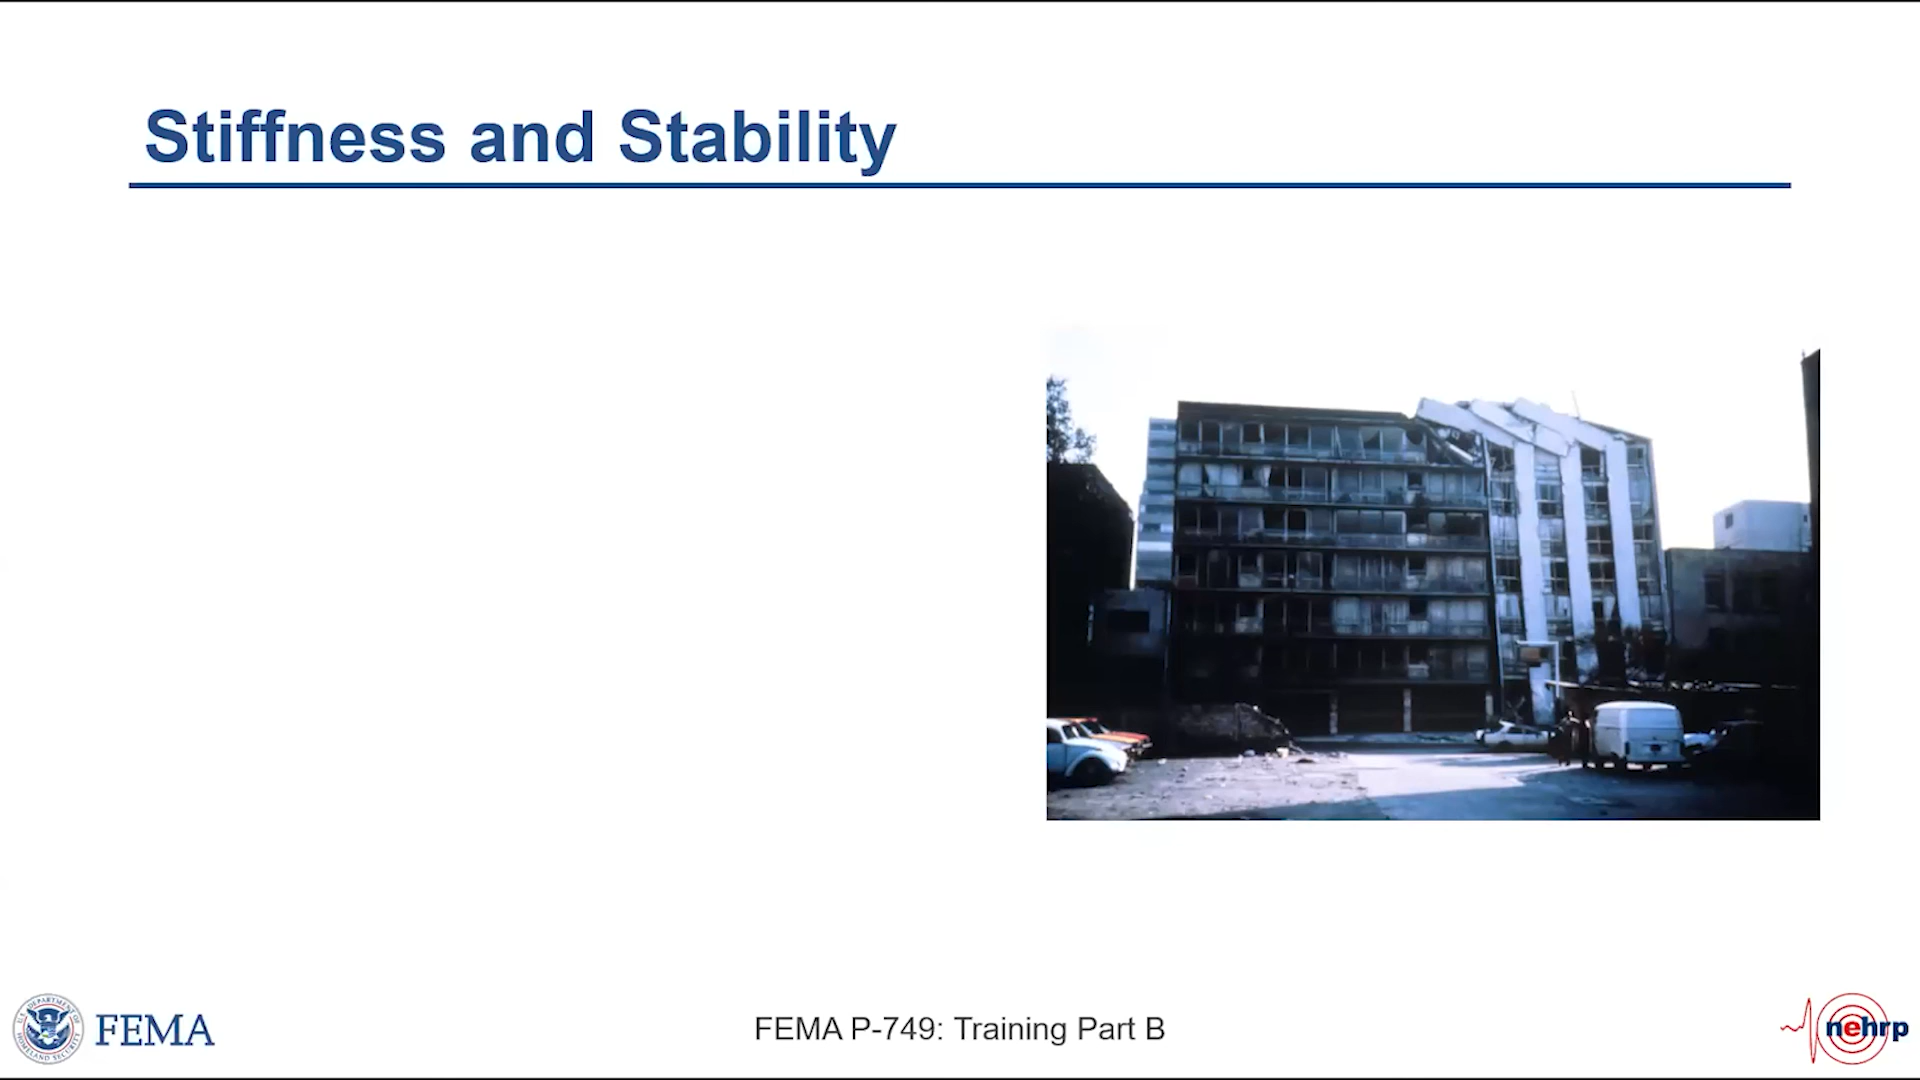 Stiffness and Stability
FEMA
FEMA P-749: Training Part B
nehrp